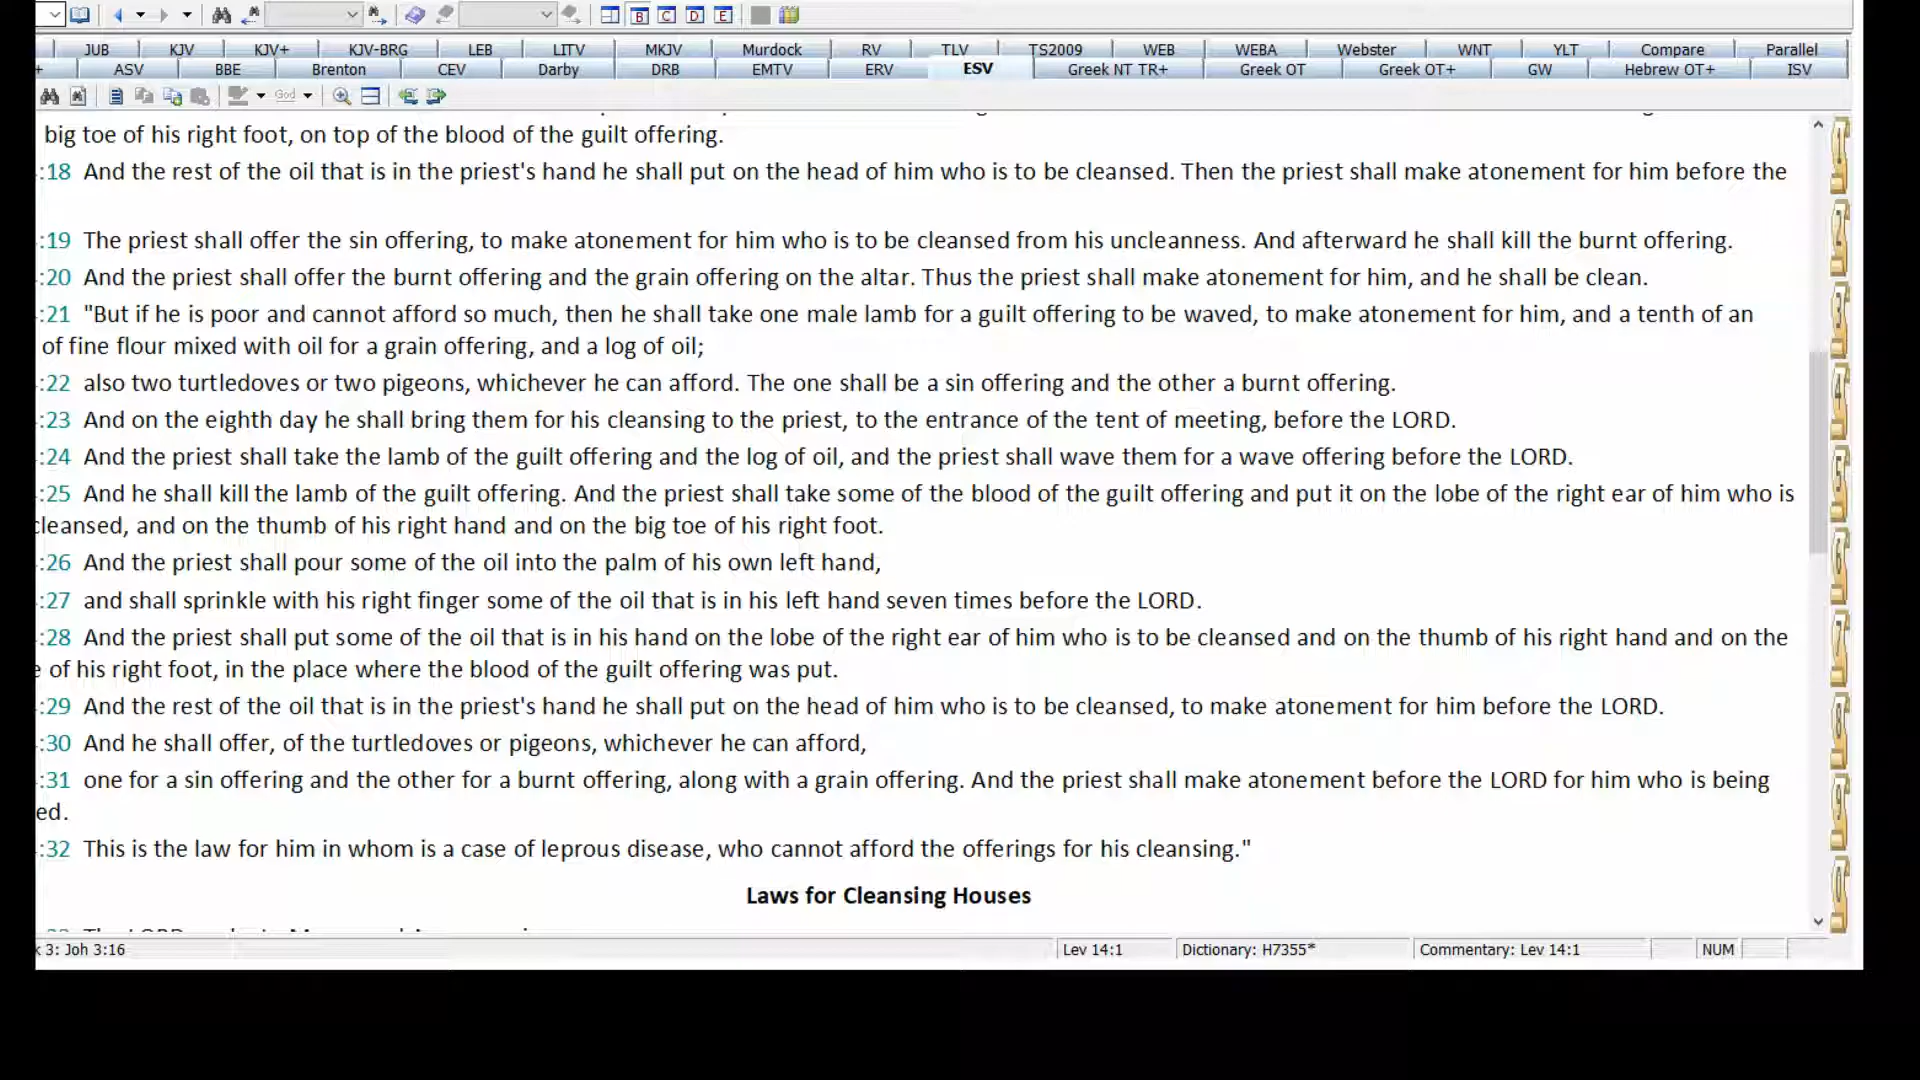 JUB KJV KJV+ KJV-BRG LEB LITV MKJV Murdock RV TLV TS2009 WEB WEBA Webster WNT YLT Compare Parallel
+ ASV BBE Brenton CEV Darby DRB EMTV ERV ESV Greek NT TR+ Greek OT Greek OT+ GW Hebrew OT+ ISV
God
big toe of his right foot, on top of the blood of the guilt offering.
:18 And the rest of the oil that is in the priest's hand he shall put on the head of him who is to be cleansed. Then the priest shall make atonement for him before the
:19 The priest shall offer the sin offering, to make atonement for him who is to be cleansed from his uncleanness. And afterward he shall kill the burnt offering.
:20 And the priest shall offer the burnt offering and the grain offering on the altar. Thus the priest shall make atonement for him, and he shall be clean.
:21 "But if he is poor and cannot afford so much, then he shall take one male lamb for a guilt offering to be waved, to make atonement for him, and a tenth of an
of fine flour mixed with oil for a grain offering, and a log of oil;
:22 also two turtledoves or two pigeons, whichever he can afford. The one shall be a sin offering and the other a burnt offering.
:23 And on the eighth day he shall bring them for his cleansing to the priest, to the entrance of the tent of meeting, before the LORD.
:24 And the priest shall take the lamb of the guilt offering and the log of oil, and the priest shall wave them for a wave offering before the LORD.
:25 And he shall kill the lamb of the guilt offering. And the priest shall take some of the blood of the guilt offering and put it on the lobe of the right ear of him who is
cleansed, and on the thumb of his right hand and on the big toe of his right foot.
:26 And the priest shall pour some of the oil into the palm of his own left hand,
:27 and shall sprinkle with his right finger some of the oil that is in his left hand seven times before the LORD.
:28 And the priest shall put some of the oil that is in his hand on the lobe of the right ear of him who is to be cleansed and on the thumb of his right hand and on the
e of his right foot, in the place where the blood of the guilt offering was put.
:29 And the rest of the oil that is in the priest's hand he shall put on the head of him who is to be cleansed, to make atonement for him before the LORD.
:30 And he shall offer, of the turtledoves or pigeons, whichever he can afford,
:31 one for a sin offering and the other for a burnt offering, along with a grain offering. And the priest shall make atonement before the LORD for him who is being
ed.
:32 This is the law for him in whom is a case of leprous disease, who cannot afford the offerings for his cleansing."
Laws for Cleansing Houses
k 3: Joh 3:16 Lev 14:1 Dictionary: H7355* Commentary: Lev 14:1 NUM